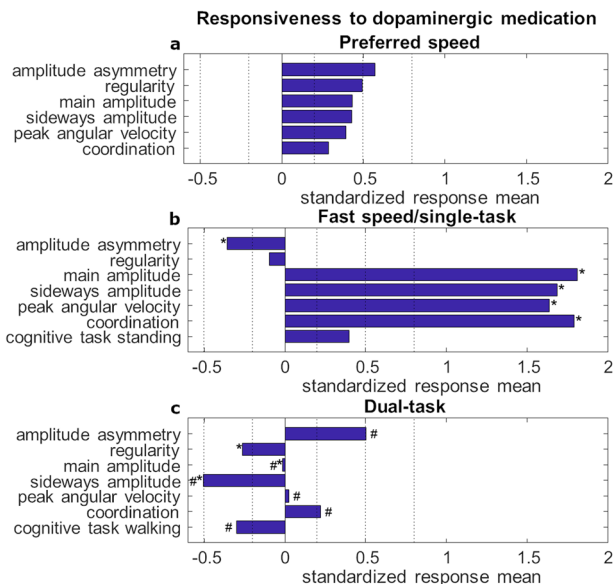 Responsiveness to dopaminergic medication
a
Preferred speed
amplitude asymmetry
regularity
main amplitude
sideways amplitude
peak angular velocity
coordination
-0.5 0 0.5 1 1.5 2
standardized response mean
b
Fast speed/single-task
amplitude asymmetry *
regularity
main amplitude *
sideways amplitude *
peak angular velocity *
coordination *
cognitive task standing
-0.5 0 0.5 1 1.5 2
standardized response mean
c
Dual-task
amplitude asymmetry #
regularity *
main amplitude #*
sideways amplitude #*
peak angular velocity #
coordination #
cognitive task walking #
-0.5 0 0.5 1 1.5 2
standardized response mean